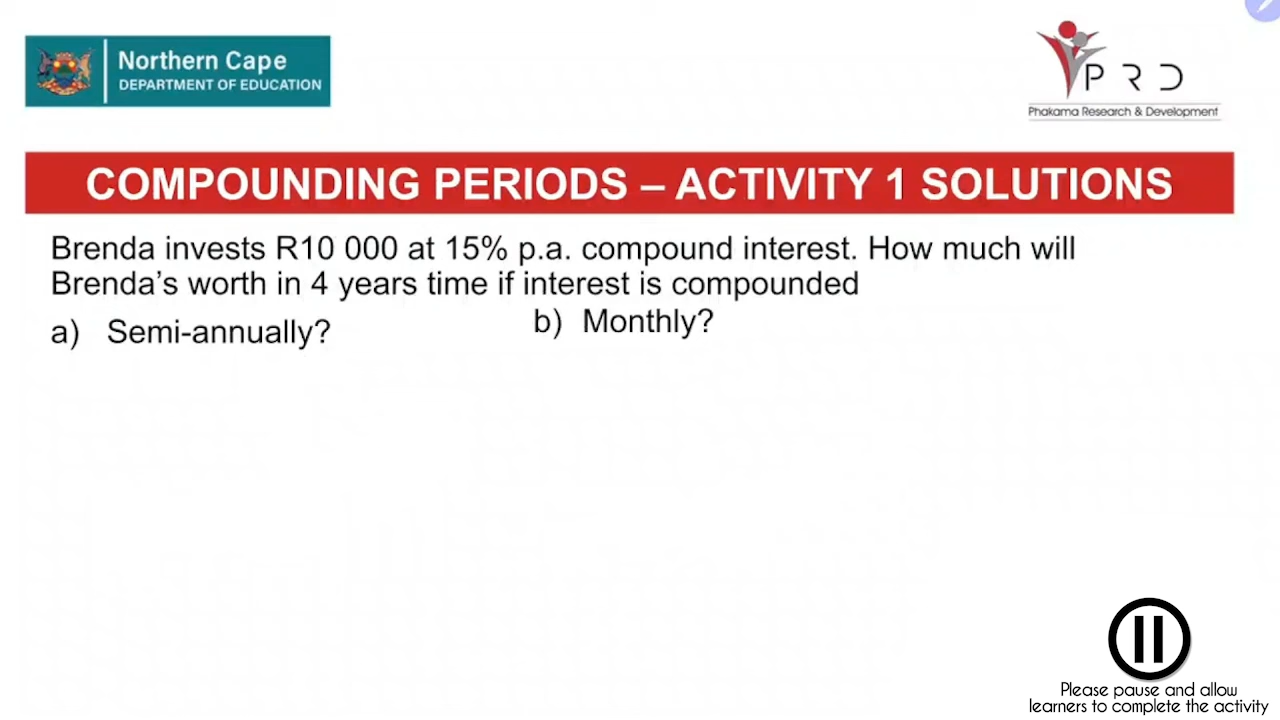 Northern Cape
DEPARTMENT OF EDUCATION
PRD
Phakama Research & Development
COMPOUNDING PERIODS – ACTIVITY 1 SOLUTIONS
Brenda invests R10 000 at 15% p.a. compound interest. How much will
Brenda's worth in 4 years time if interest is compounded
a) Semi-annually?
b) Monthly?
Please pause and allow
learners to complete the activity